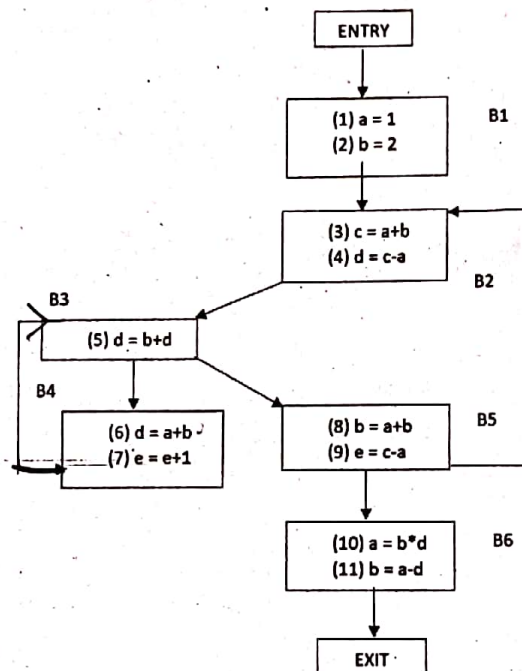 ENTRY
B1
(1) a = 1
(2) b = 2
(3) c = a+b
(4) d = c-a
B2
B3
(5) d = b+d
B4
(6) d = a+b
(7) e = e+1
(8) b = a+b
(9) e = c-a
B5
(10) a = b*d
(11) b = a-d
B6
EXIT